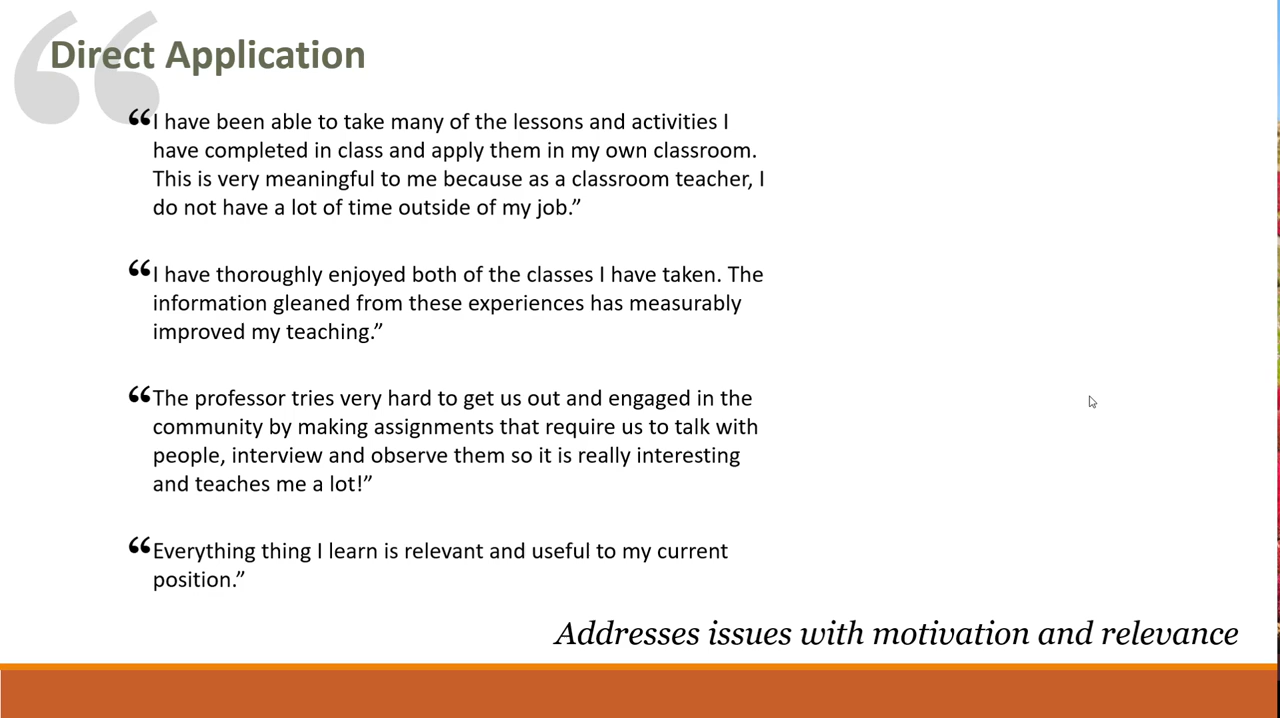 Direct Application
“I have been able to take many of the lessons and activities I
have completed in class and apply them in my own classroom.
This is very meaningful to me because as a classroom teacher, I
do not have a lot of time outside of my job.”
“I have thoroughly enjoyed both of the classes I have taken. The
information gleaned from these experiences has measurably
improved my teaching.”
“The professor tries very hard to get us out and engaged in the
community by making assignments that require us to talk with
people, interview and observe them so it is really interesting
and teaches me a lot!”
“Everything thing I learn is relevant and useful to my current
position.”
Addresses issues with motivation and relevance